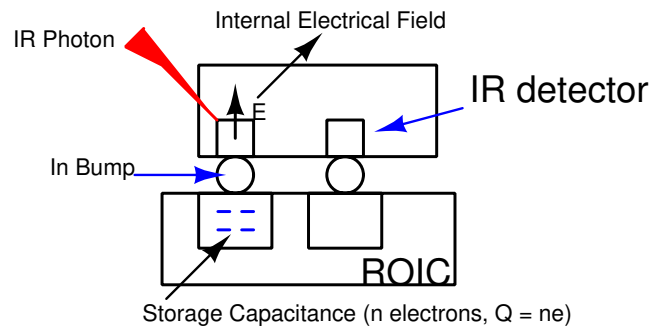 Internal Electrical Field
IR Photon
E
IR detector
In Bump
ROIC
Storage Capacitance (n electrons, Q = ne)